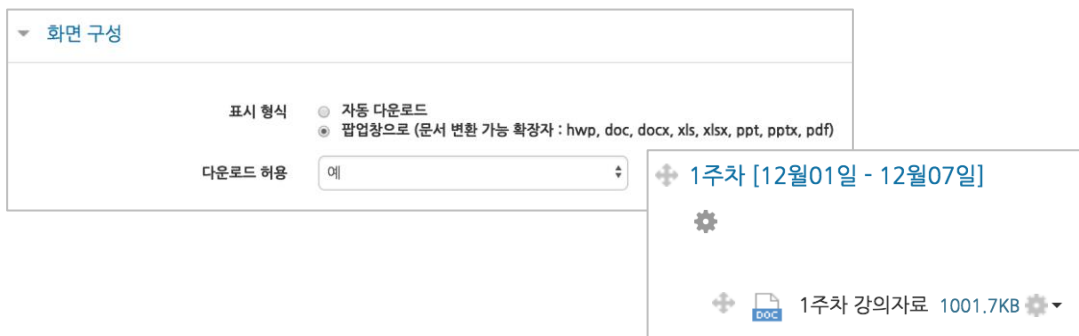 화면 구성
표시 형식
자동 다운로드
팝업창으로 (문서 변환 가능 확장자 : hwp, doc, docx, xls, xlsx, ppt, pptx, pdf)
다운로드 허용
예
1주차 [12월01일 - 12월07일]
DOC
1주차 강의자료 1001.7KB